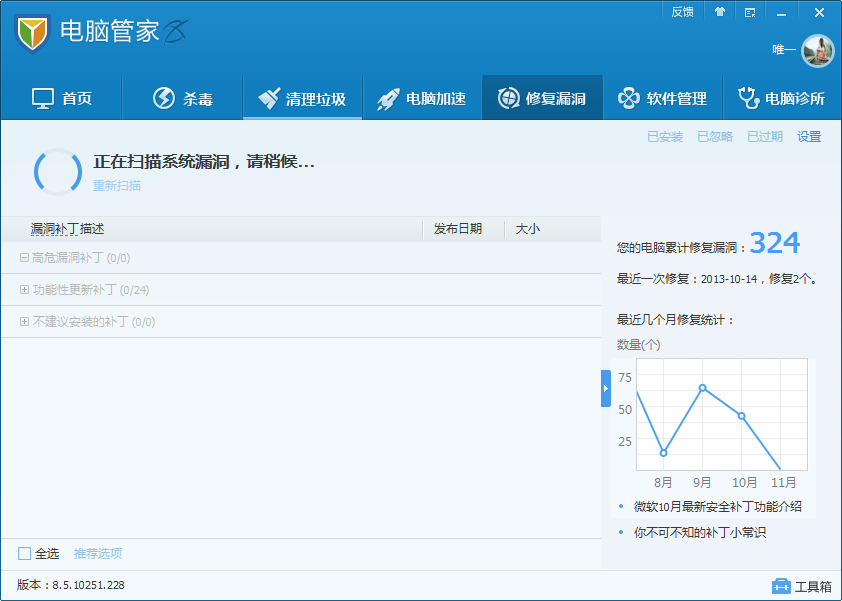 反馈
电脑管家
唯一
首页 杀毒 清理垃圾 电脑加速 修复漏洞 软件管理 电脑诊所
已安装 已忽略 已过期 设置
正在扫描系统漏洞，请稍候...
重新扫描
漏洞补丁描述 发布日期 大小
高危漏洞补丁 (0/0)
功能性更新补丁 (0/24)
不建议安装的补丁 (0/0)
您的电脑累计修复漏洞：324
最近一次修复：2013-10-14，修复2个。
最近几个月修复统计：
数量(个)
75
50
25
8月 9月 10月 11月
• 微软10月最新安全补丁功能介绍
• 你不可不知的补丁小常识
全选 推荐选项
版本：8.5.10251.228
工具箱